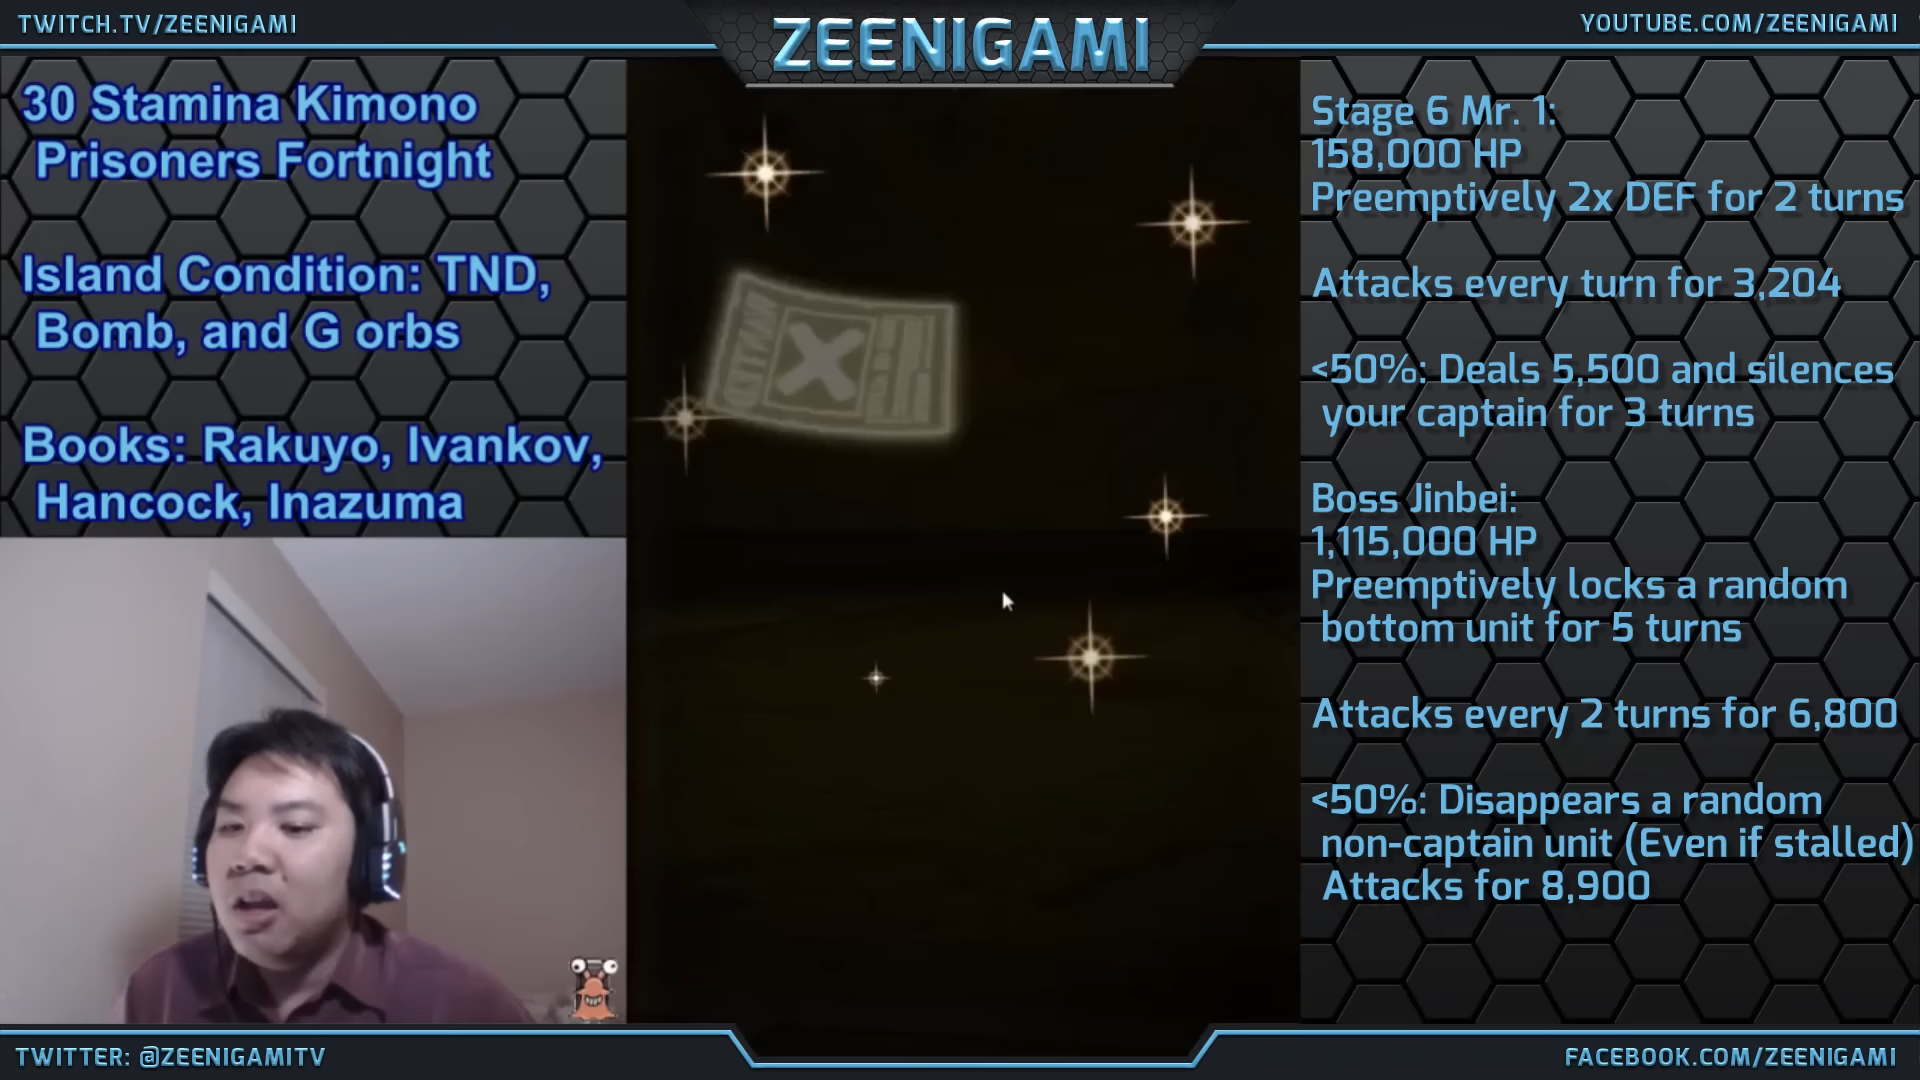 TWITCH.TV/ZEENIGAMI
ZEENIGAMI
YOUTUBE.COM/ZEENIGAMI
30 Stamina Kimono
Prisoners Fortnight
Island Condition: TND,
Bomb, and G orbs
Books: Rakuyo, Ivankov,
Hancock, Inazuma
Stage 6 Mr. 1:
158,000 HP
Preemptively 2x DEF for 2 turns
Attacks every turn for 3,204
<50%: Deals 5,500 and silences
your captain for 3 turns
Boss Jinbei:
1,115,000 HP
Preemptively locks a random
bottom unit for 5 turns
Attacks every 2 turns for 6,800
<50%: Disappears a random
non-captain unit (Even if stalled)
Attacks for 8,900
TWITTER: @ZEENIGAMITV
FACEBOOK.COM/ZEENIGAMI